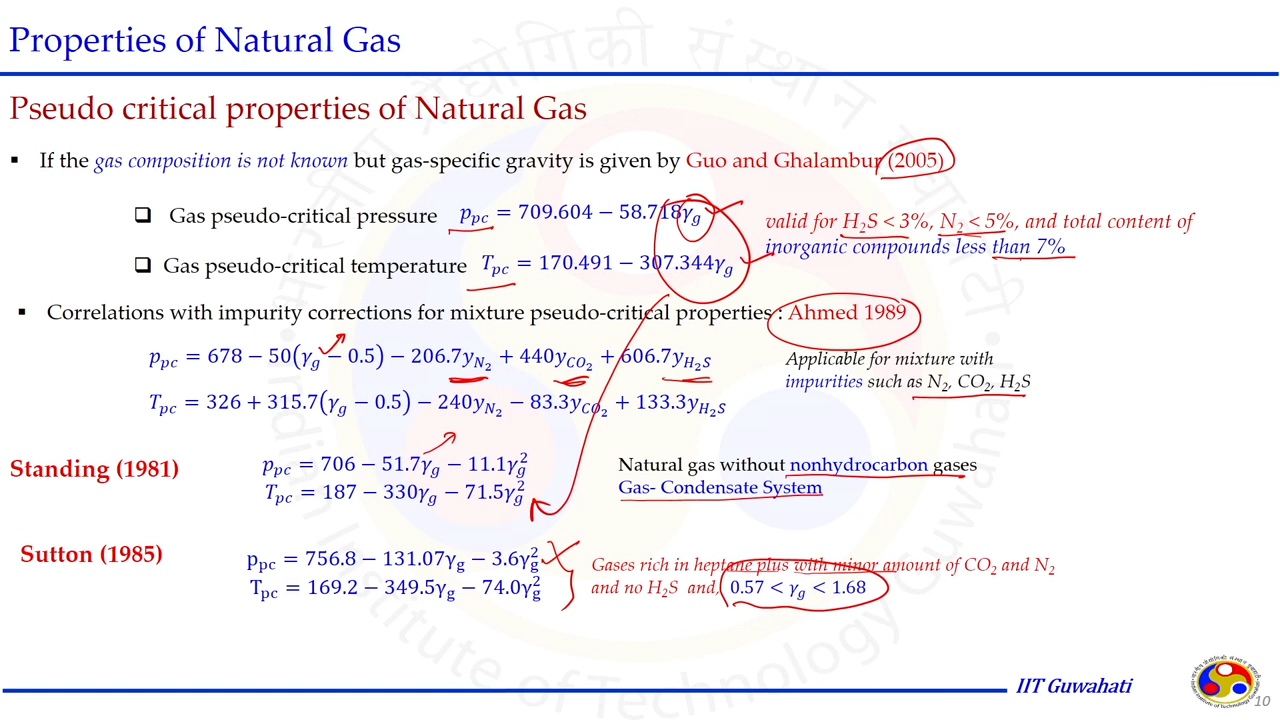 Properties of Natural Gas
Pseudo critical properties of Natural Gas
▪ If the gas composition is not known but gas-specific gravity is given by Guo and Ghalambur (2005)
❑ Gas pseudo-critical pressure p_pc = 709.604 − 58.718γ_g
valid for H₂S < 3%, N₂ < 5%, and total content of
inorganic compounds less than 7%
❑ Gas pseudo-critical temperature T_pc = 170.491 − 307.344γ_g
▪ Correlations with impurity corrections for mixture pseudo-critical properties : Ahmed 1989
p_pc = 678 − 50(γ_g − 0.5) − 206.7y_N₂ + 440y_CO₂ + 606.7y_H₂S
T_pc = 326 + 315.7(γ_g − 0.5) − 240y_N₂ − 83.3y_CO₂ + 133.3y_H₂S
Applicable for mixture with
impurities such as N₂, CO₂, H₂S
Standing (1981)
p_pc = 706 − 51.7γ_g − 11.1γ_g²
T_pc = 187 − 330γ_g − 71.5γ_g²
Natural gas without nonhydrocarbon gases
Gas- Condensate System
Sutton (1985)
p_pc = 756.8 − 131.07γ_g − 3.6γ_g²
T_pc = 169.2 − 349.5γ_g − 74.0γ_g²
Gases rich in heptane plus with minor amount of CO₂ and N₂
and no H₂S and, 0.57 < γ_g < 1.68
IIT Guwahati
10